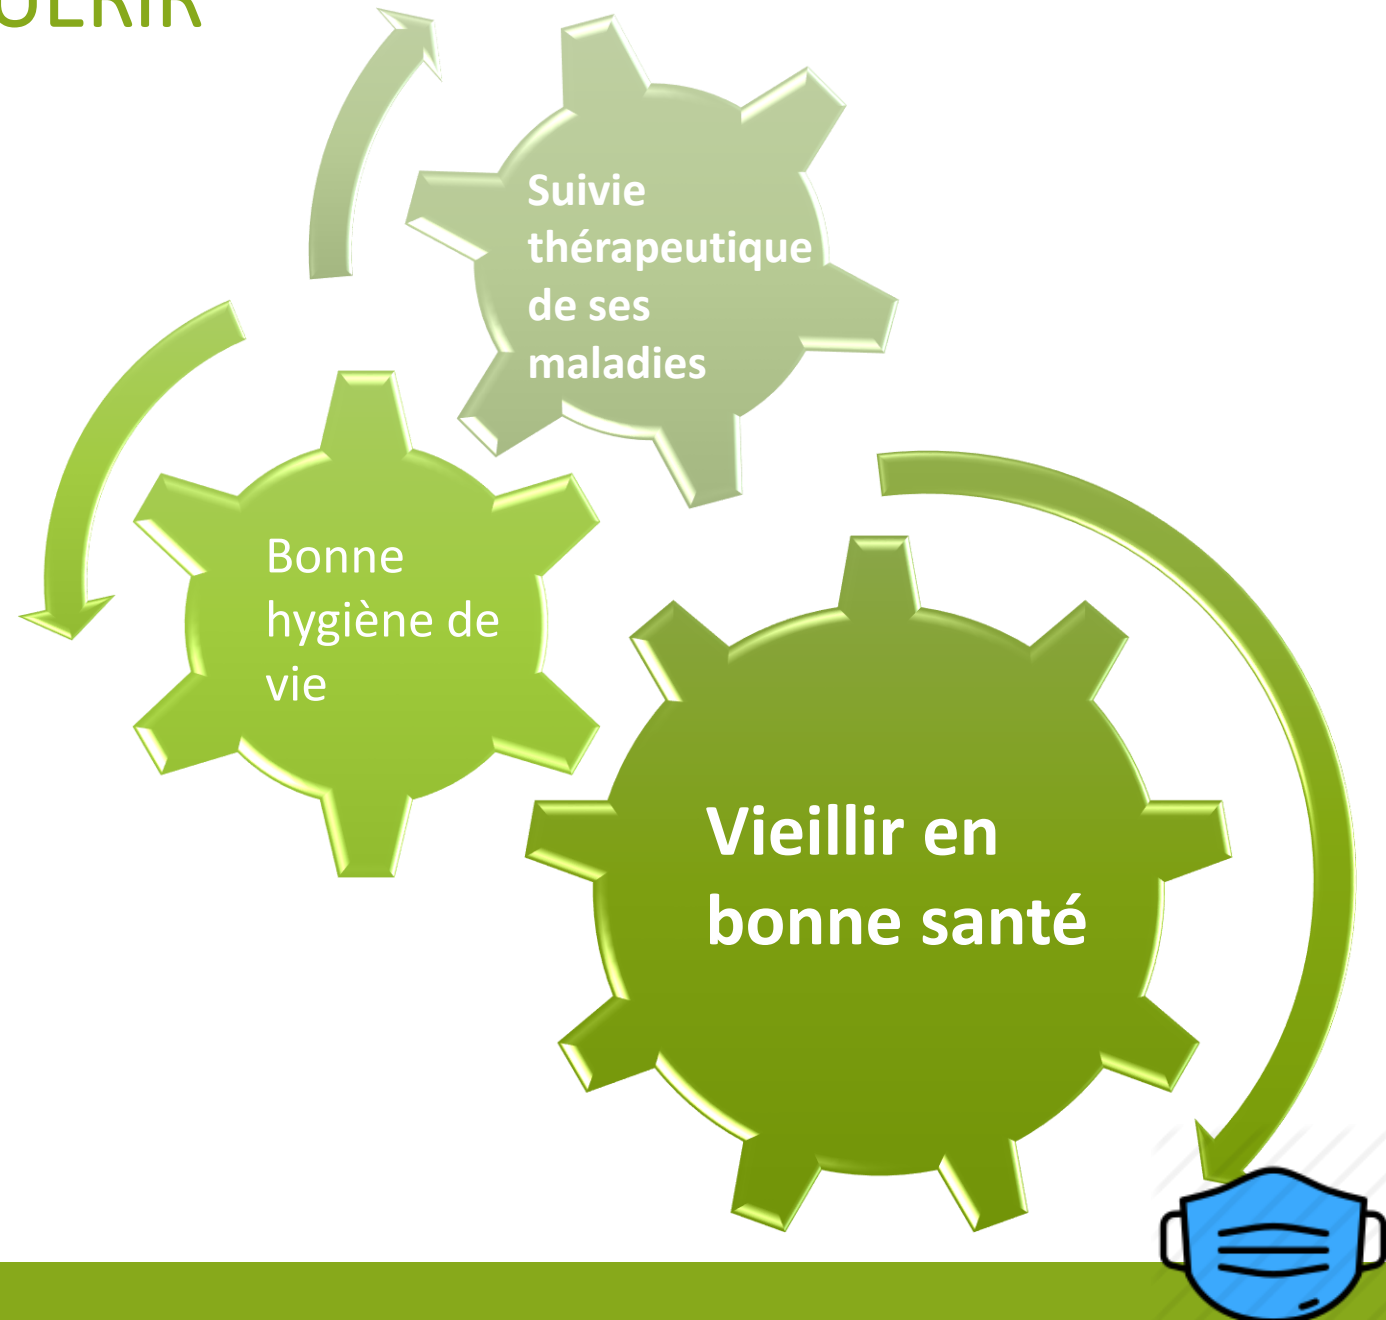 Suivie
thérapeutique
de ses
maladies
Bonne
hygiène de
vie
Vieillir en
bonne santé